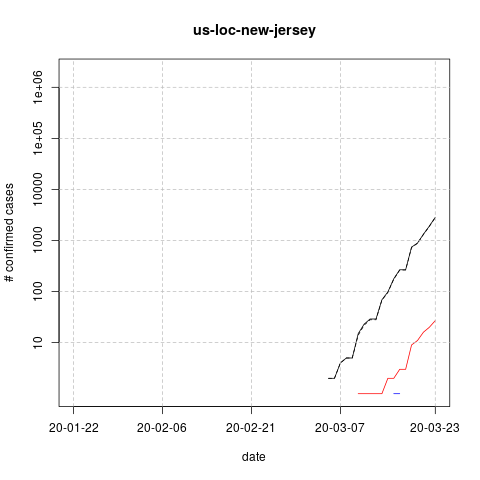 us-loc-new-jersey
# confirmed cases
1e+06
1e+05
10000
1000
100
10
20-01-22 20-02-06 20-02-21 20-03-07 20-03-23
date